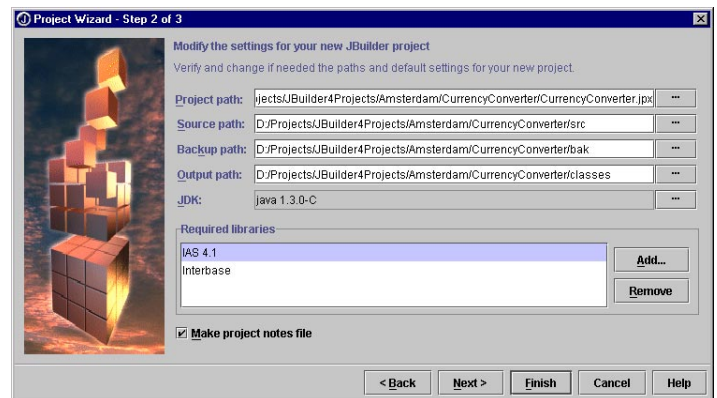 Project Wizard - Step 2 of 3
Modify the settings for your new JBuilder project
Verify and change if needed the paths and default settings for your new project.
Project path: jects/JBuilder4Projects/Amsterdam/CurrencyConverter/CurrencyConverter.jpx ...
Source path: D:/Projects/JBuilder4Projects/Amsterdam/CurrencyConverter/src ...
Backup path: D:/Projects/JBuilder4Projects/Amsterdam/CurrencyConverter/bak ...
Output path: D:/Projects/JBuilder4Projects/Amsterdam/CurrencyConverter/classes ...
JDK: java 1.3.0-C ...
Required libraries
IAS 4.1
Interbase
Add...
Remove
Make project notes file
< Back Next > Finish Cancel Help